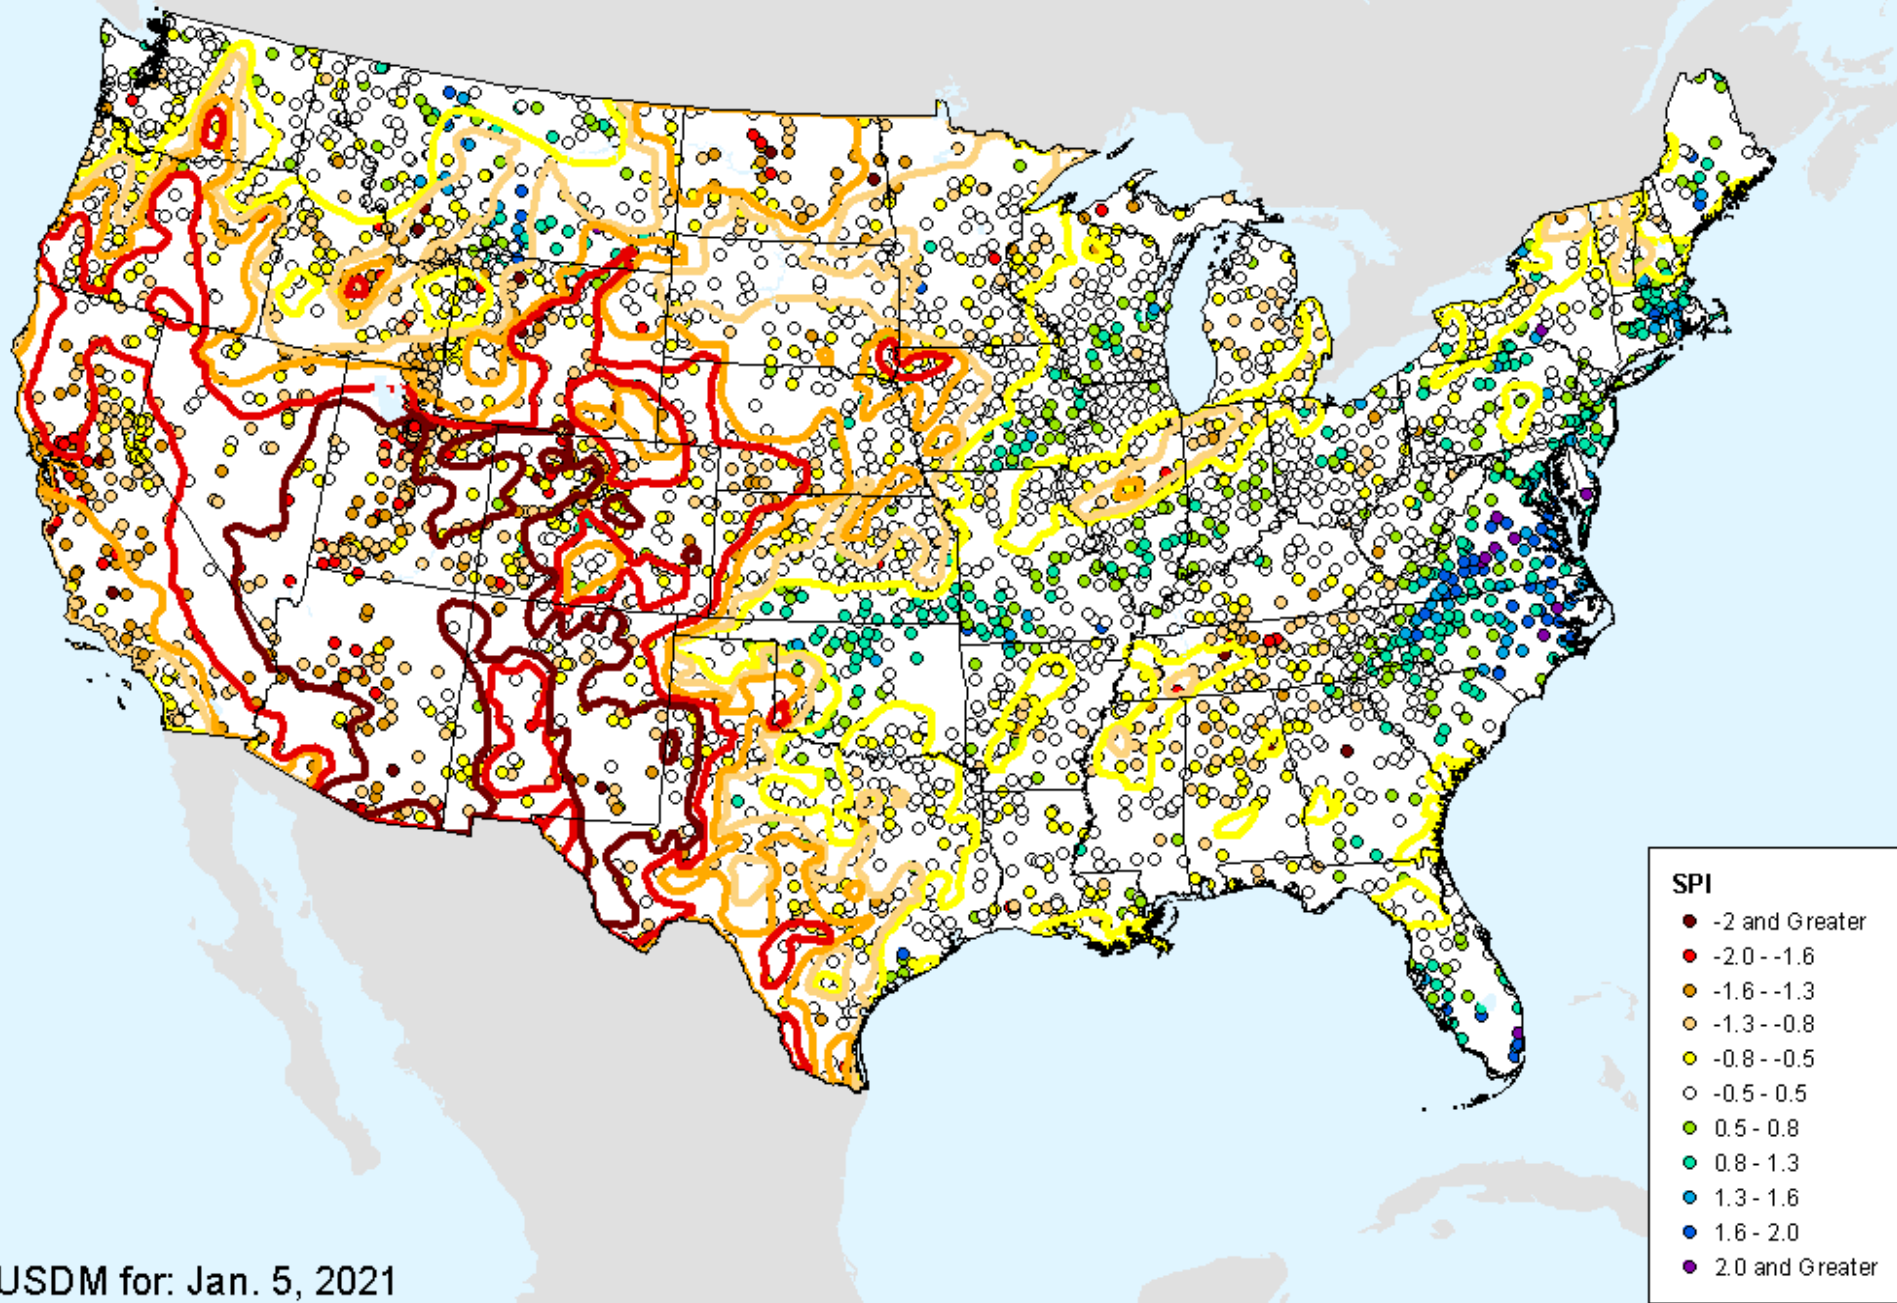 SPI
-2 and Greater
-2.0 - -1.6
-1.6 - -1.3
-1.3 - -0.8
-0.8 - -0.5
-0.5 - 0.5
0.5 - 0.8
0.8 - 1.3
1.3 - 1.6
1.6 - 2.0
2.0 and Greater
USDM for: Jan. 5, 2021